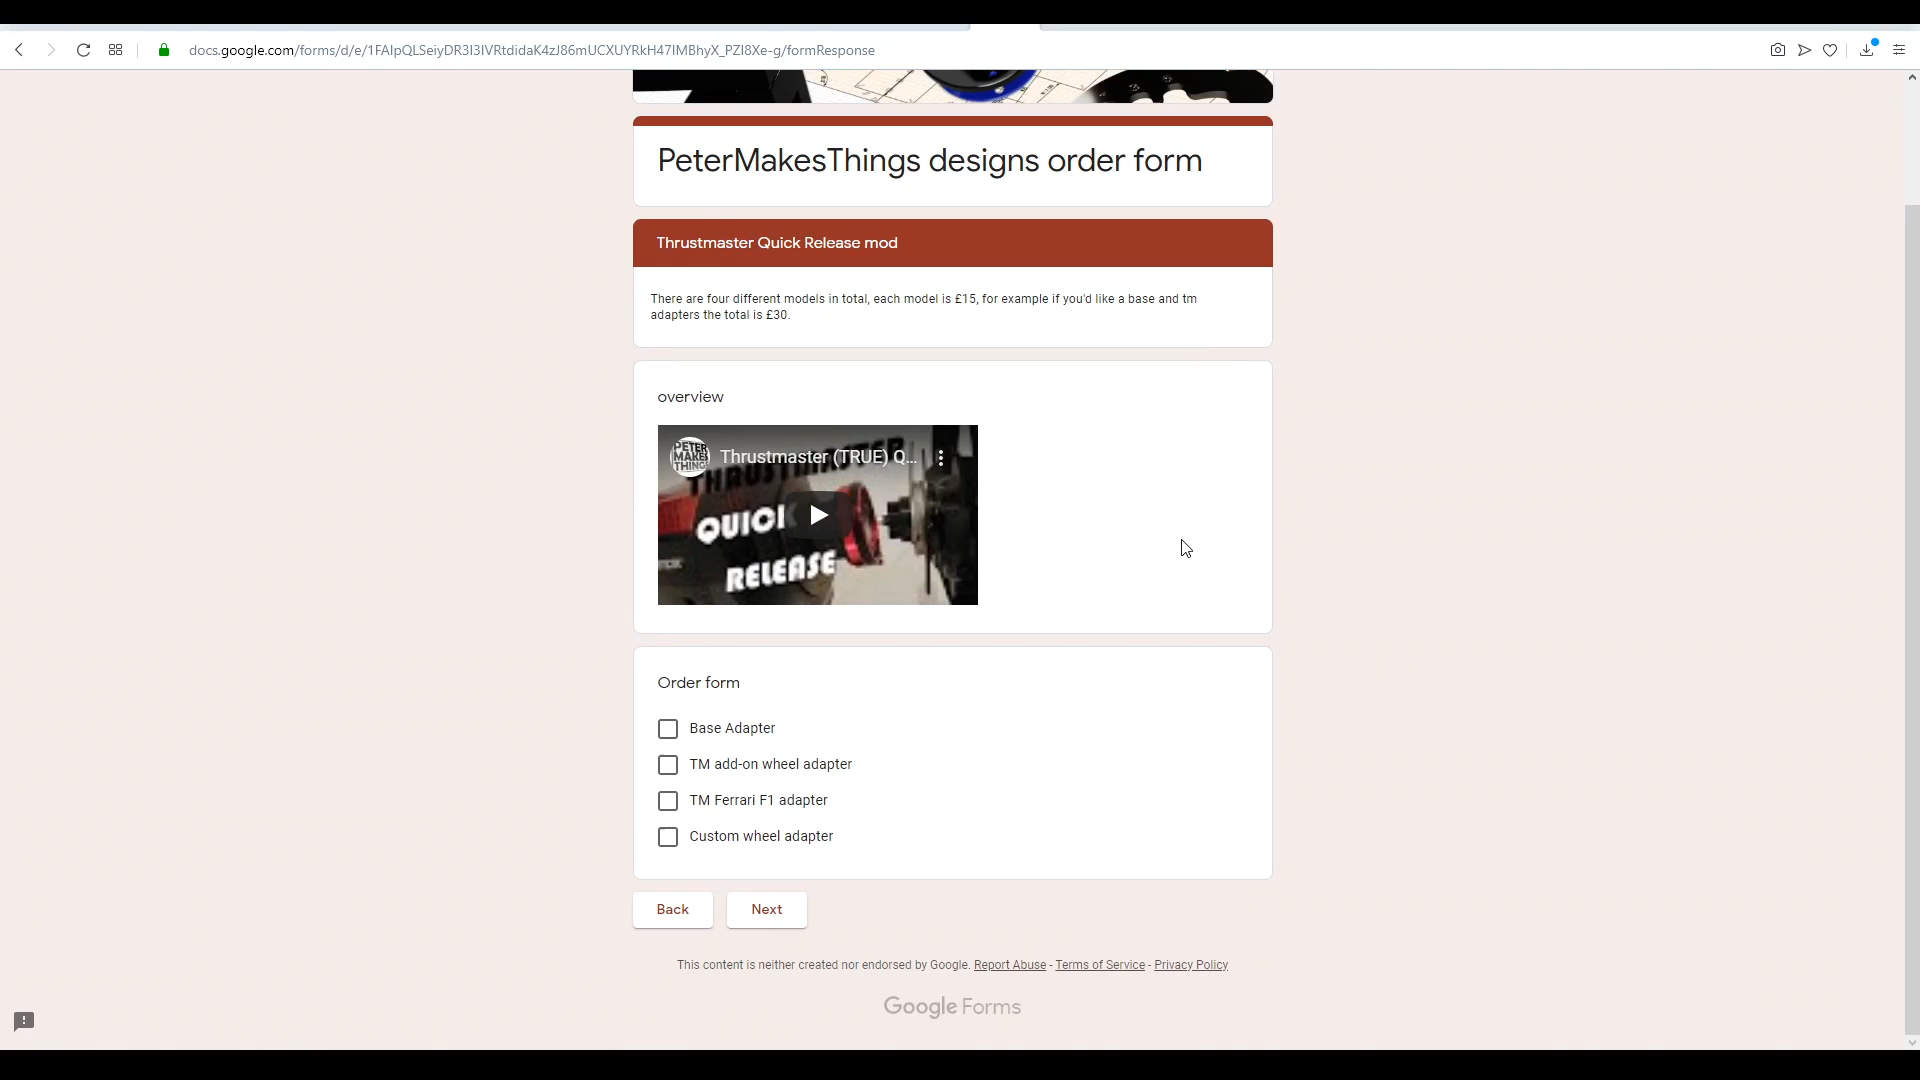 docs.google.com/forms/d/e/1FAIpQLSeiyDR3I3IVRtdidaK4zJ86mUCXUYRkH47IMBhyX_PZI8Xe-g/formResponse
PeterMakesThings designs order form
Thrustmaster Quick Release mod
There are four different models in total, each model is £15, for example if you'd like a base and tm
adapters the total is £30.
overview
PETER
MAKES
THINGS
Thrustmaster (TRUE) Q...
THRUSTMASTER
QUICK
RELEASE
Order form
Base Adapter
TM add-on wheel adapter
TM Ferrari F1 adapter
Custom wheel adapter
Back
Next
This content is neither created nor endorsed by Google. Report Abuse - Terms of Service - Privacy Policy
Google Forms